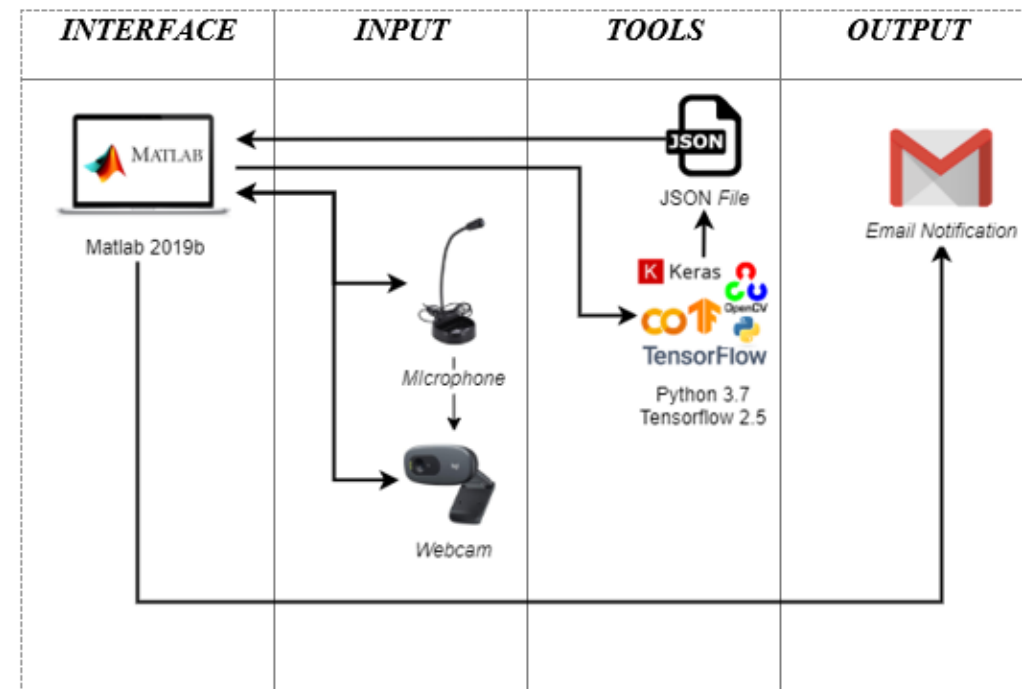 INTERFACE
INPUT
TOOLS
OUTPUT
MATLAB
Matlab 2019b
Microphone
Webcam
JSON
JSON File
K Keras
OpenCV
TensorFlow
Python 3.7
Tensorflow 2.5
Email Notification